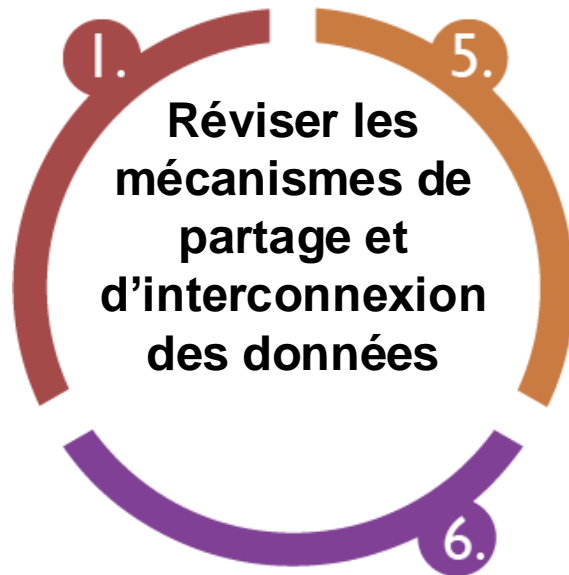 1. 5.
Réviser les
mécanismes de
partage et
d'interconnexion
des données
6.